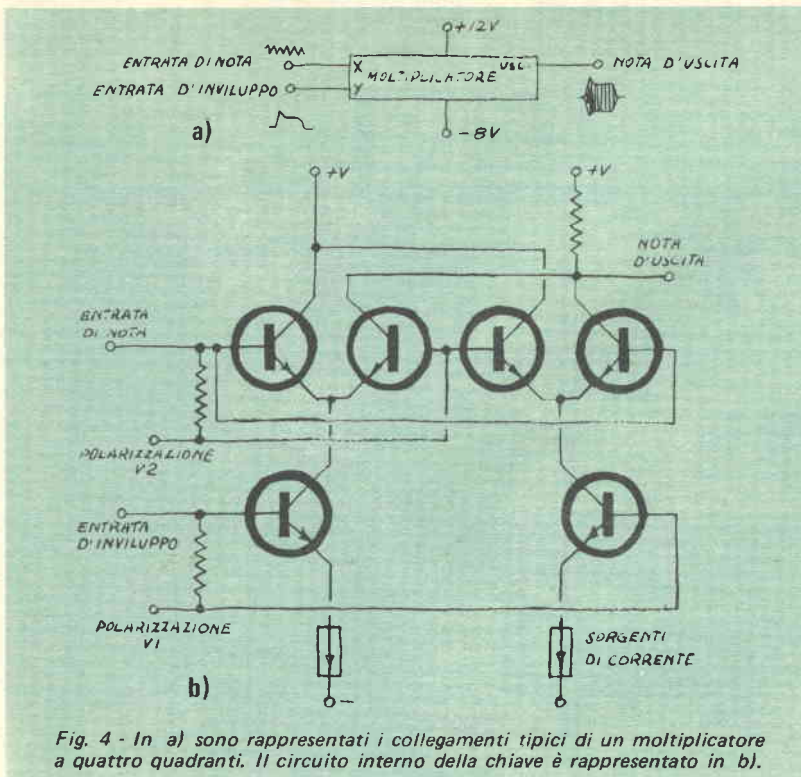 +12V
ENTRATA DI NOTA
X
USC.
NOTA D'USCITA
MOLTIPLICATORE
ENTRATA D'INVILUPPO
Y
a)
-8V
+V
+V
NOTA
D'USCITA
ENTRATA
DI NOTA
POLARIZZAZIONE
V2
ENTRATA
D'INVILUPPO
POLARIZZAZIONE
V1
SORGENTI
DI CORRENTE
b)
-
Fig. 4 - In a) sono rappresentati i collegamenti tipici di un moltiplicatore
a quattro quadranti. Il circuito interno della chiave è rappresentato in b).